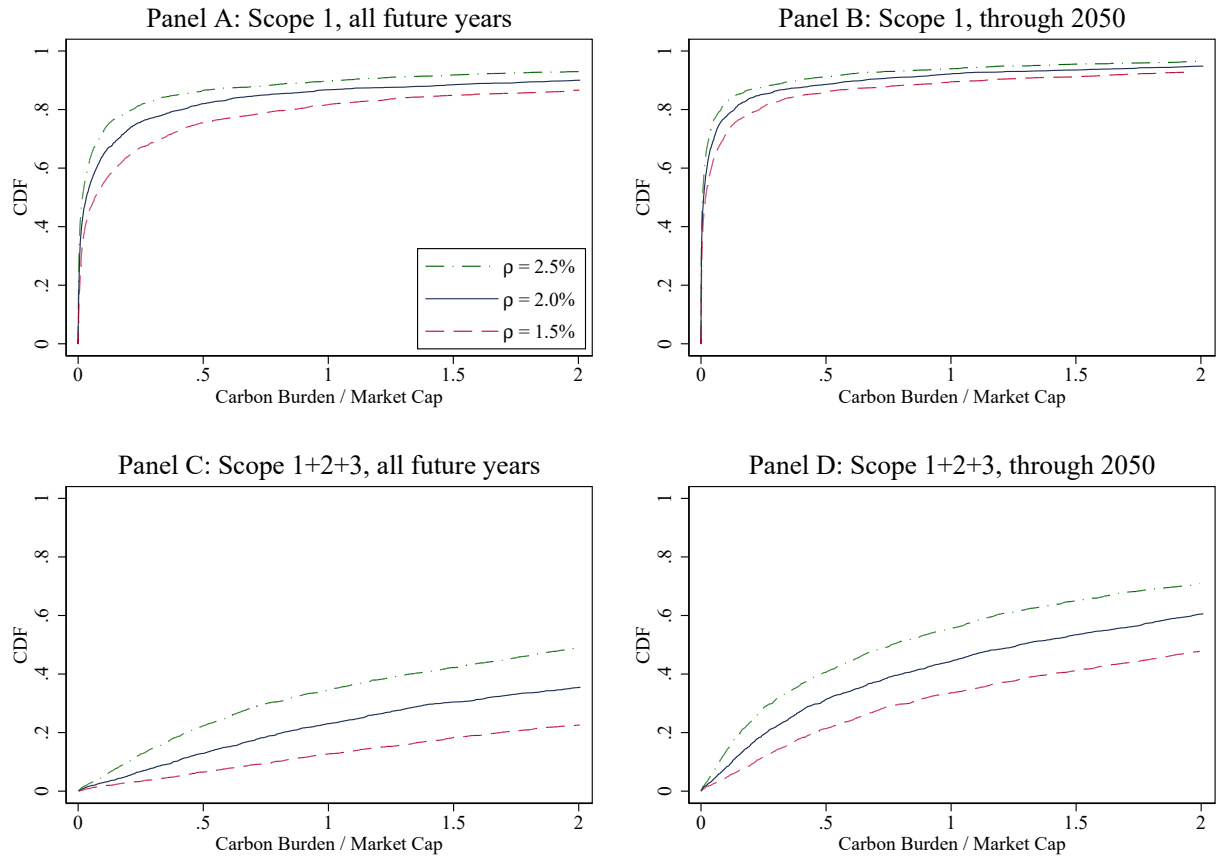 Panel A: Scope 1, all future years
CDF
1
.8
.6
.4
.2
0
ρ = 2.5%
ρ = 2.0%
ρ = 1.5%
0 .5 1 1.5 2
Carbon Burden / Market Cap
Panel B: Scope 1, through 2050
CDF
1
.8
.6
.4
.2
0
0 .5 1 1.5 2
Carbon Burden / Market Cap
Panel C: Scope 1+2+3, all future years
CDF
1
.8
.6
.4
.2
0
0 .5 1 1.5 2
Carbon Burden / Market Cap
Panel D: Scope 1+2+3, through 2050
CDF
1
.8
.6
.4
.2
0
0 .5 1 1.5 2
Carbon Burden / Market Cap